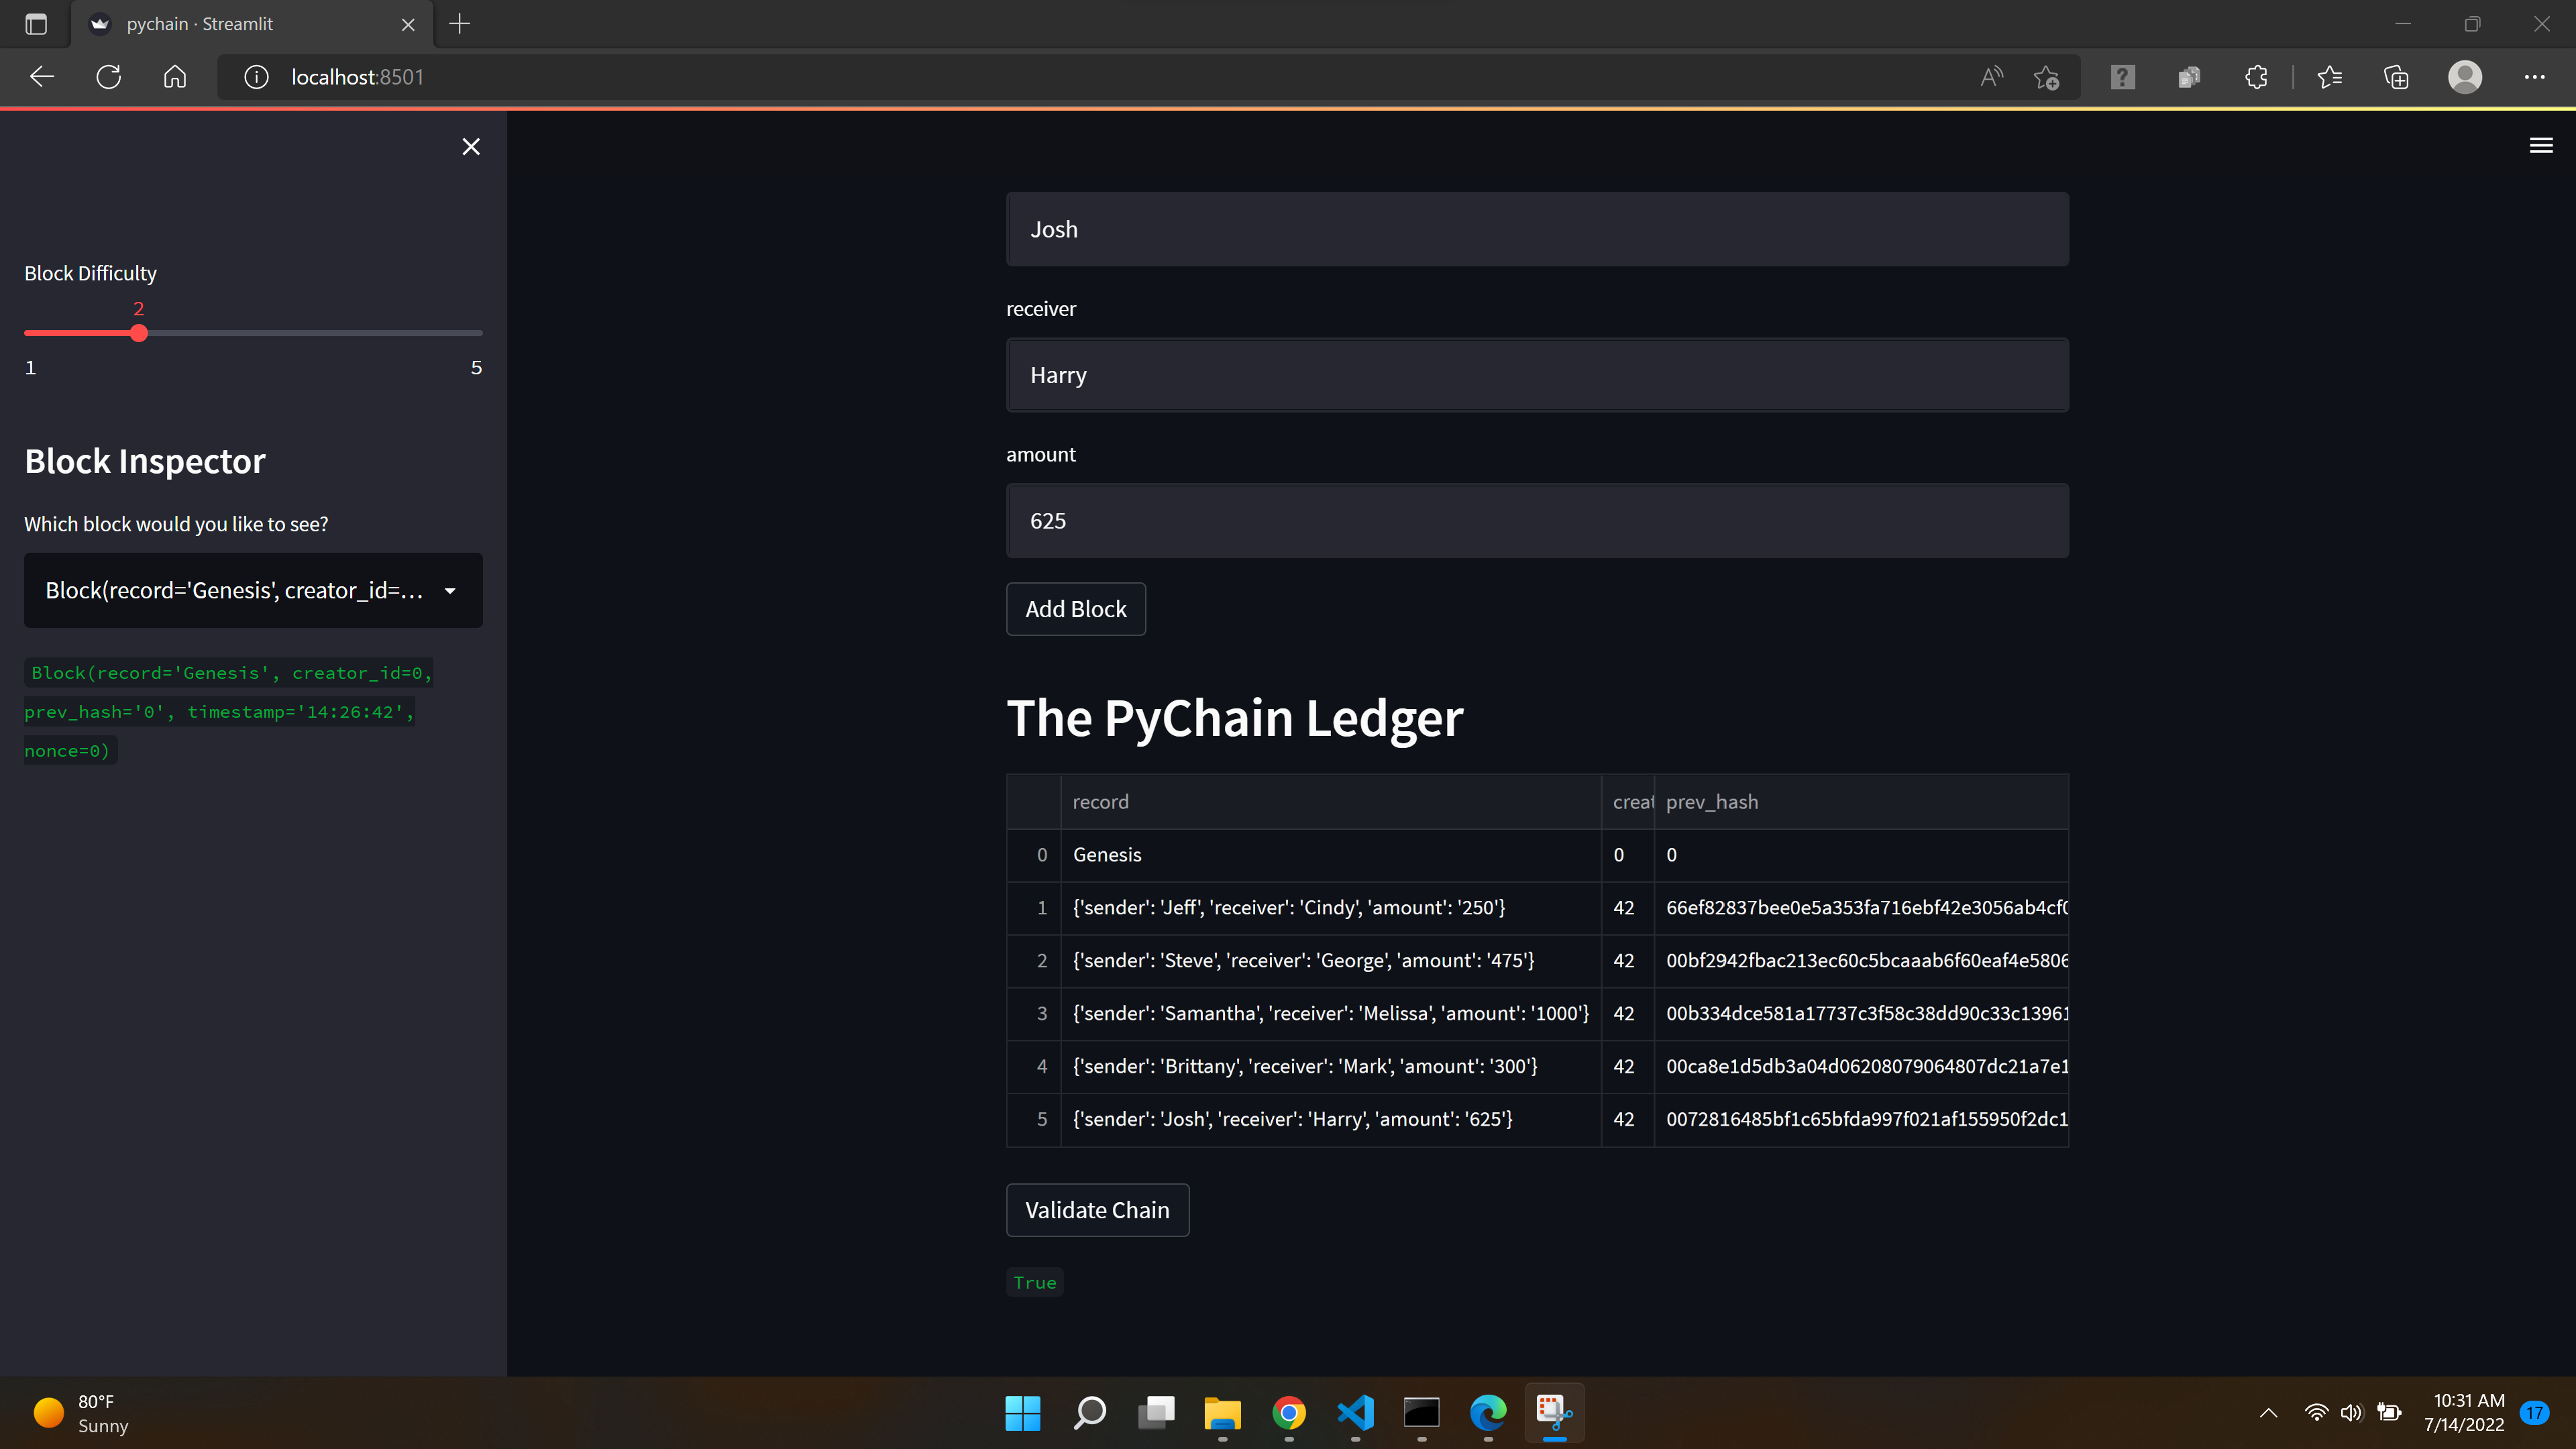 pychain · Streamlit
localhost:8501
Block Difficulty
2
1 5
Block Inspector
Which block would you like to see?
Block(record='Genesis', creator_id=...
Block(record='Genesis', creator_id=0,
prev_hash='0', timestamp='14:26:42',
nonce=0)
Josh
receiver
Harry
amount
625
Add Block
The PyChain Ledger
record creat prev_hash
0 Genesis 0 0
1 {'sender': 'Jeff', 'receiver': 'Cindy', 'amount': '250'} 42 66ef82837bee0e5a353fa716ebf42e3056ab4cf0
2 {'sender': 'Steve', 'receiver': 'George', 'amount': '475'} 42 00bf2942fbac213ec60c5bcaaab6f60eaf4e5806
3 {'sender': 'Samantha', 'receiver': 'Melissa', 'amount': '1000'} 42 00b334dce581a17737c3f58c38dd90c33c13961
4 {'sender': 'Brittany', 'receiver': 'Mark', 'amount': '300'} 42 00ca8e1d5db3a04d06208079064807dc21a7e1
5 {'sender': 'Josh', 'receiver': 'Harry', 'amount': '625'} 42 0072816485bf1c65bfda997f021af155950f2dc1
Validate Chain
True
80°F
Sunny
10:31 AM
7/14/2022
17